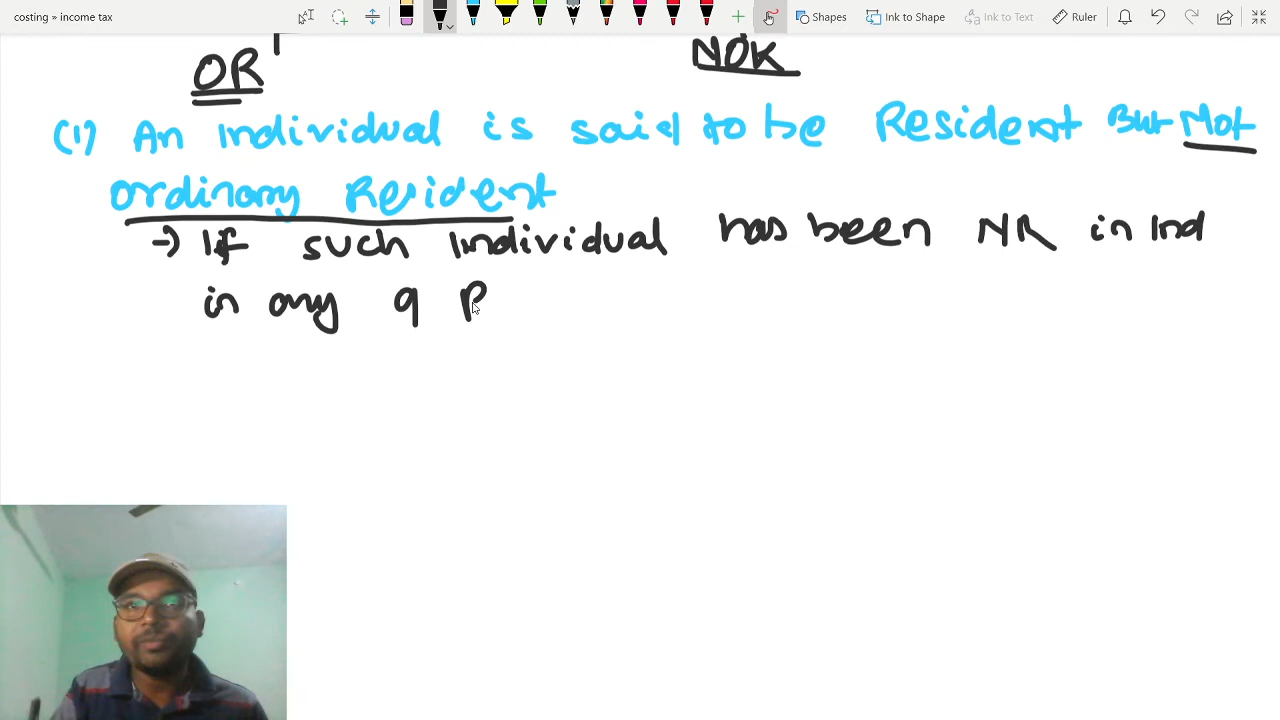 costing » income tax
Shapes Ink to Shape Ink to Text Ruler
OR NOR
(1) An Individual is said to be Resident But Not
ordinary Resident
→ If such Individual has been NR in Ind
in any 9 P